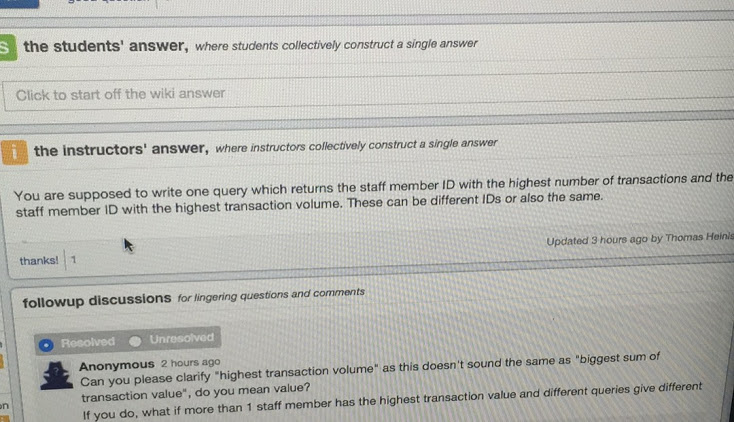 S the students' answer, where students collectively construct a single answer
Click to start off the wiki answer
i the instructors' answer, where instructors collectively construct a single answer
You are supposed to write one query which returns the staff member ID with the highest number of transactions and the
staff member ID with the highest transaction volume. These can be different IDs or also the same.
Updated 3 hours ago by Thomas Heinis
thanks! 1
followup discussions for lingering questions and comments
Resolved Unresolved
Anonymous 2 hours ago
Can you please clarify "highest transaction volume" as this doesn't sound the same as "biggest sum of
transaction value", do you mean value?
If you do, what if more than 1 staff member has the highest transaction value and different queries give different